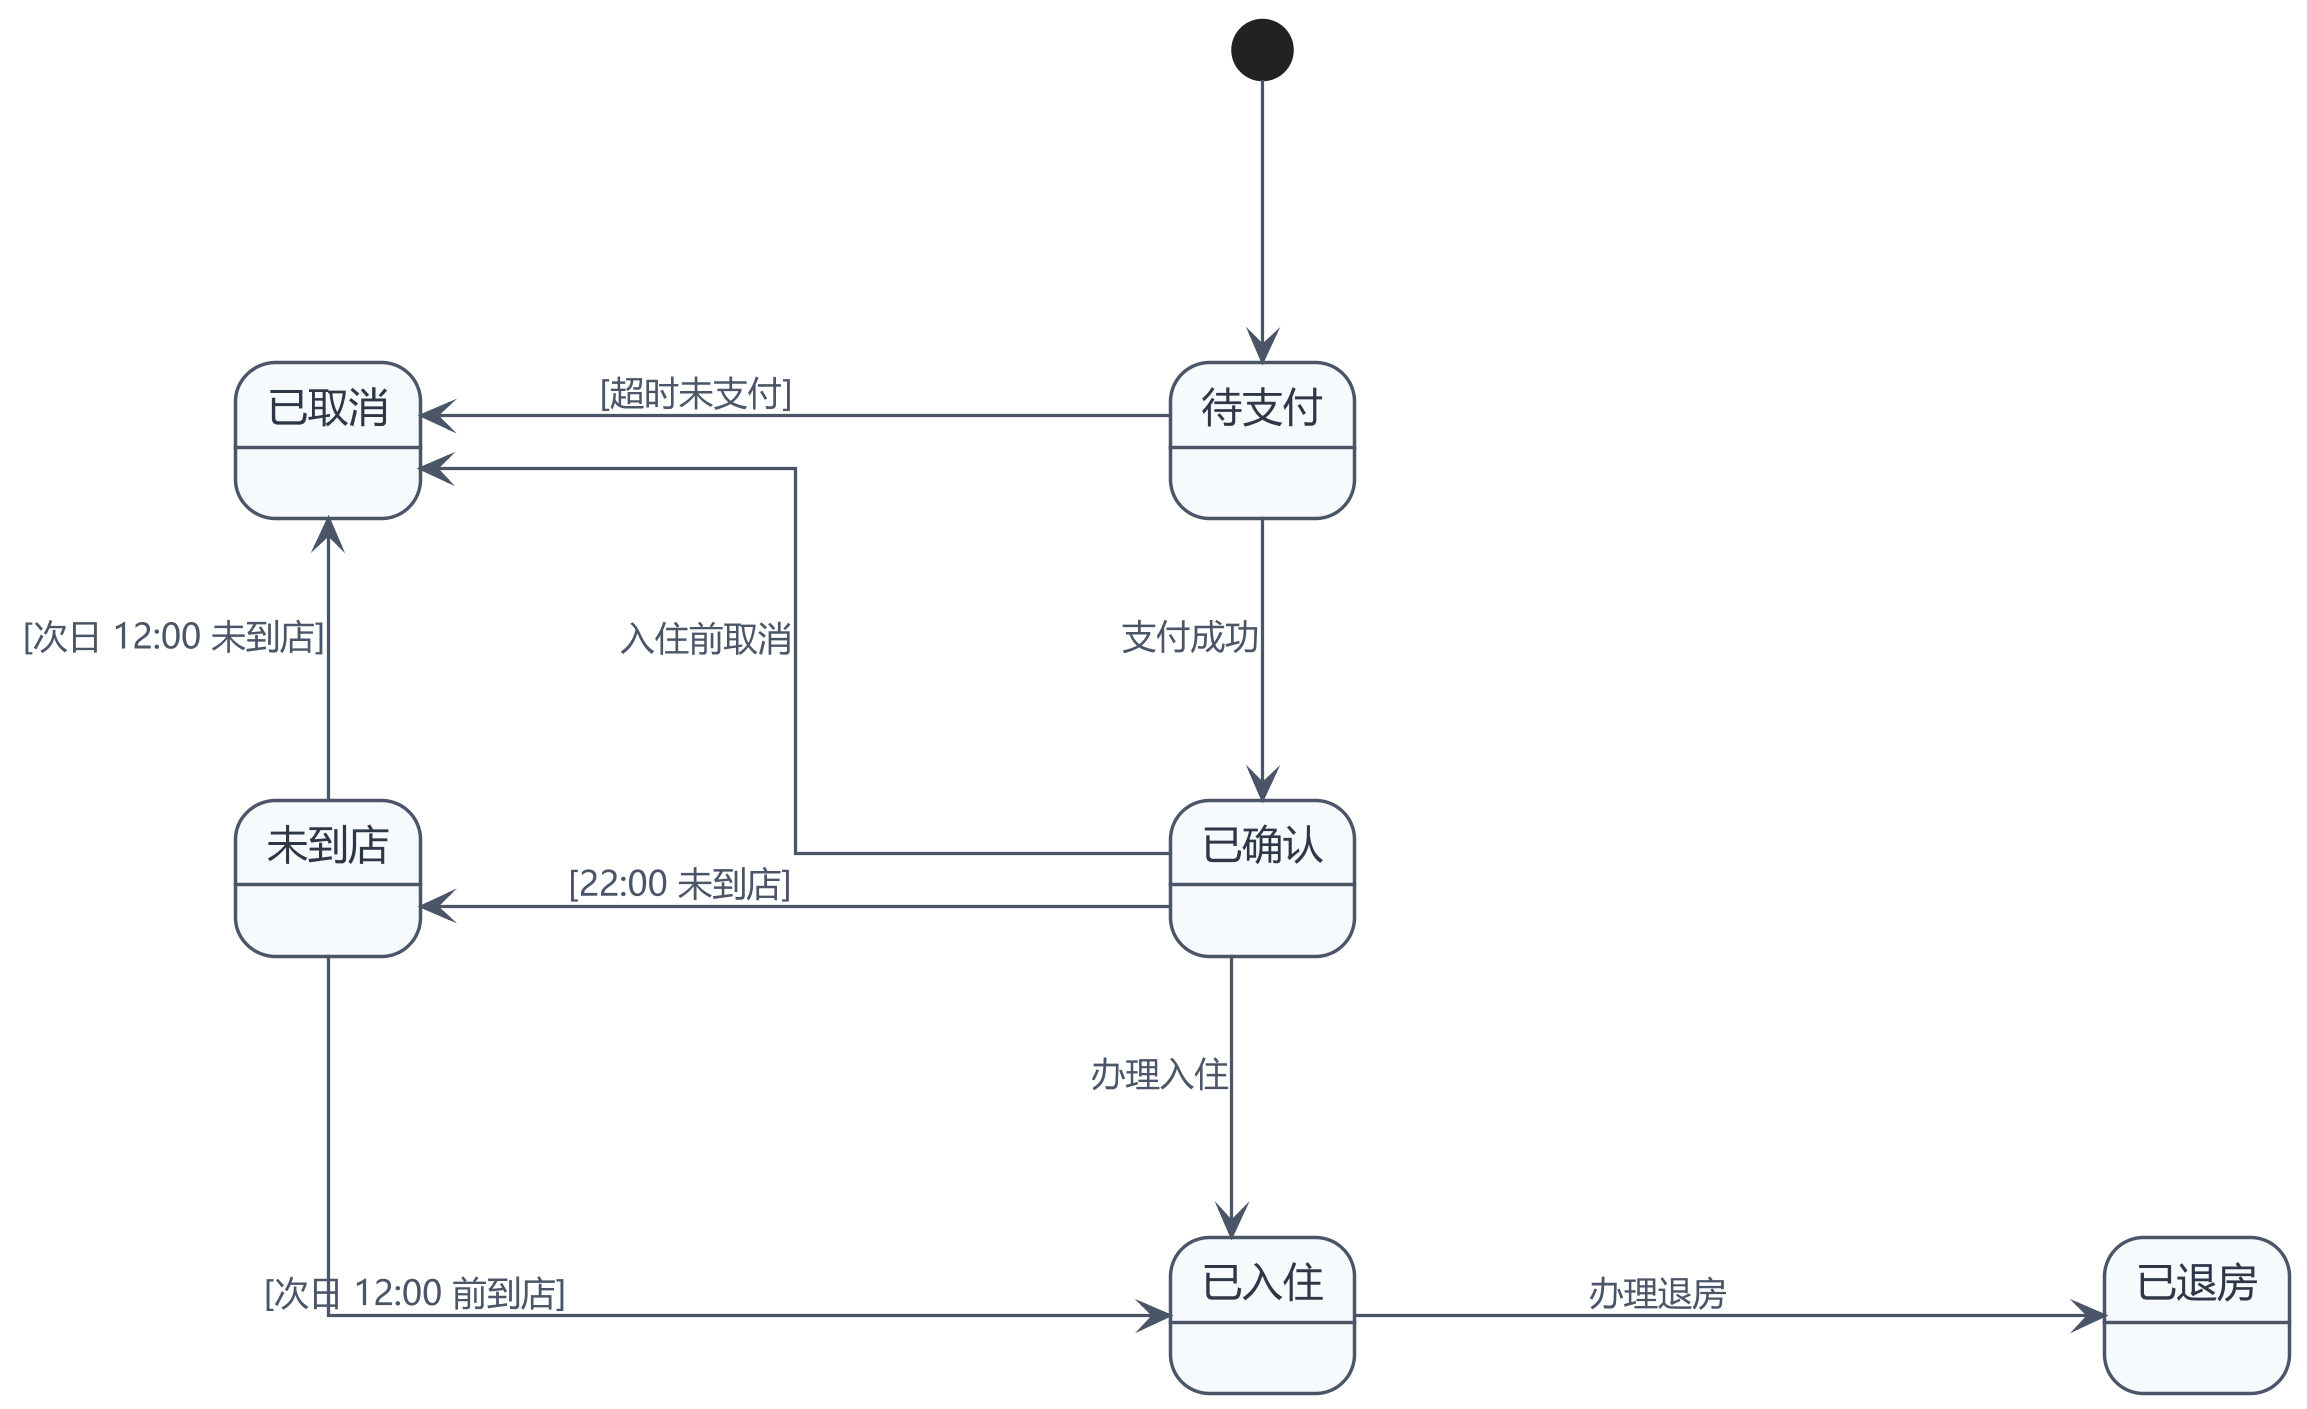 [超时未支付]
已取消
待支付
[次日 12:00 未到店]
入住前取消
支付成功
未到店
已确认
[22:00 未到店]
办理入住
[次日 12:00 前到店]
已入住
办理退房
已退房